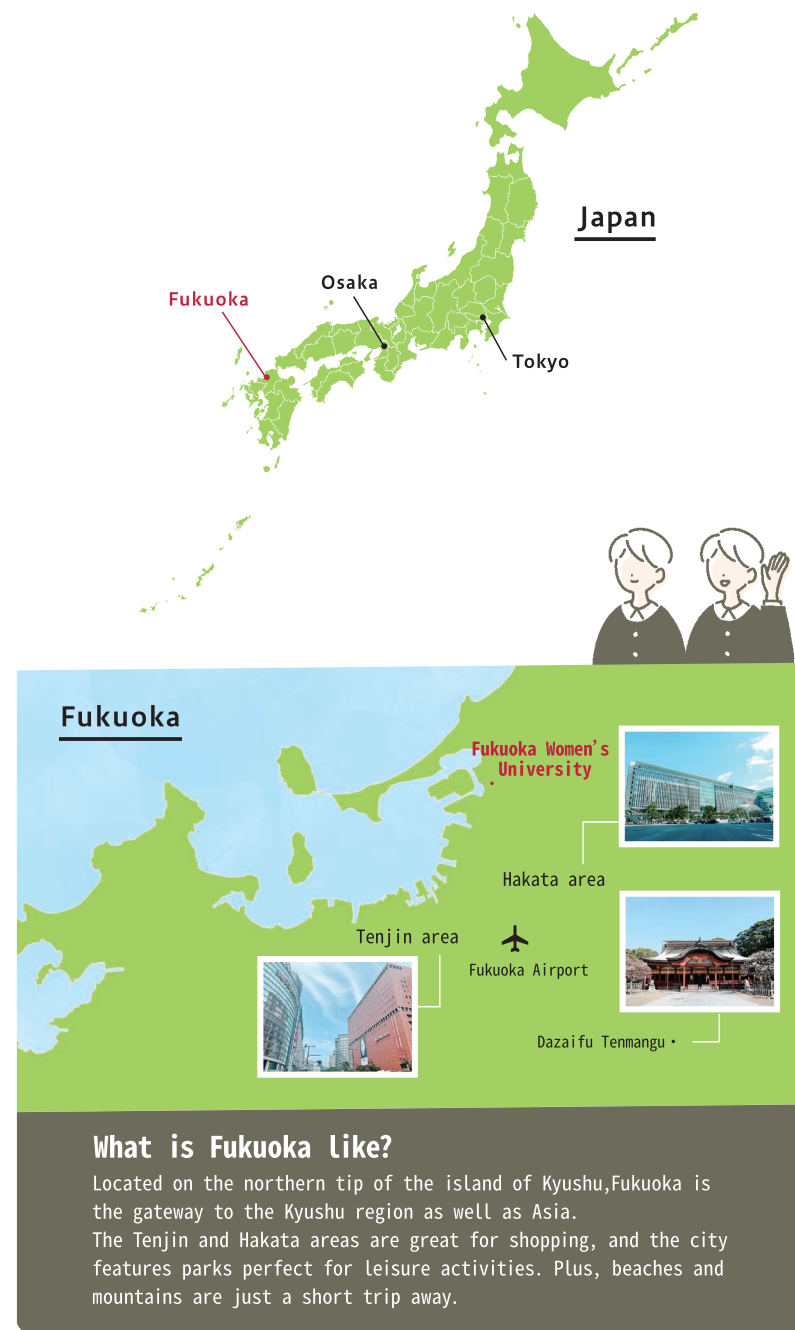 Japan
Osaka
Fukuoka
Tokyo
Fukuoka
Fukuoka Women's
University
Hakata area
Tenjin area
Fukuoka Airport
Dazaifu Tenmangu・
What is Fukuoka like?
Located on the northern tip of the island of Kyushu,Fukuoka is
the gateway to the Kyushu region as well as Asia.
The Tenjin and Hakata areas are great for shopping, and the city
features parks perfect for leisure activities. Plus, beaches and
mountains are just a short trip away.